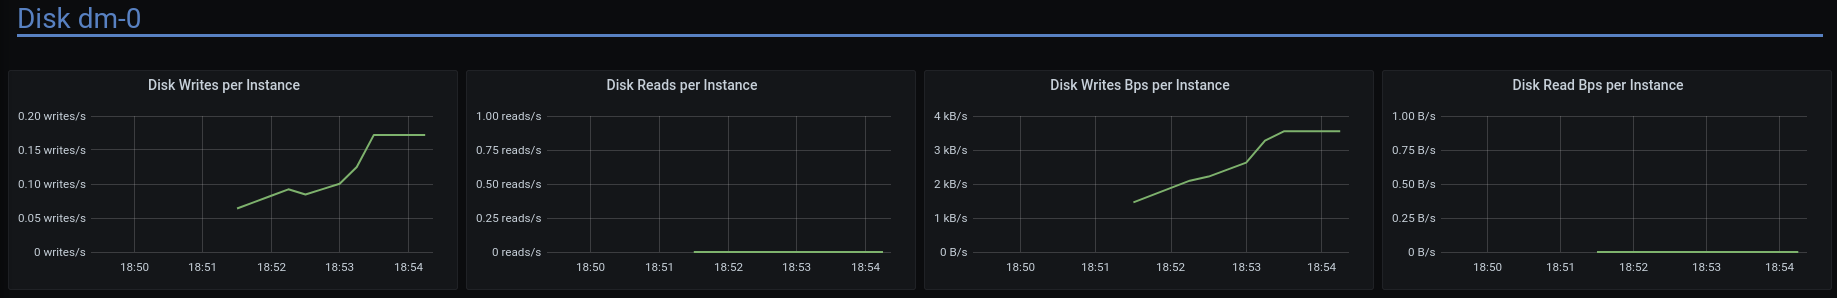 Disk dm-0
Disk Writes per Instance
0.20 writes/s
0.15 writes/s
0.10 writes/s
0.05 writes/s
0 writes/s
18:50 18:51 18:52 18:53 18:54
Disk Reads per Instance
1.00 reads/s
0.75 reads/s
0.50 reads/s
0.25 reads/s
0 reads/s
18:50 18:51 18:52 18:53 18:54
Disk Writes Bps per Instance
4 kB/s
3 kB/s
2 kB/s
1 kB/s
0 B/s
18:50 18:51 18:52 18:53 18:54
Disk Read Bps per Instance
1.00 B/s
0.75 B/s
0.50 B/s
0.25 B/s
0 B/s
18:50 18:51 18:52 18:53 18:54